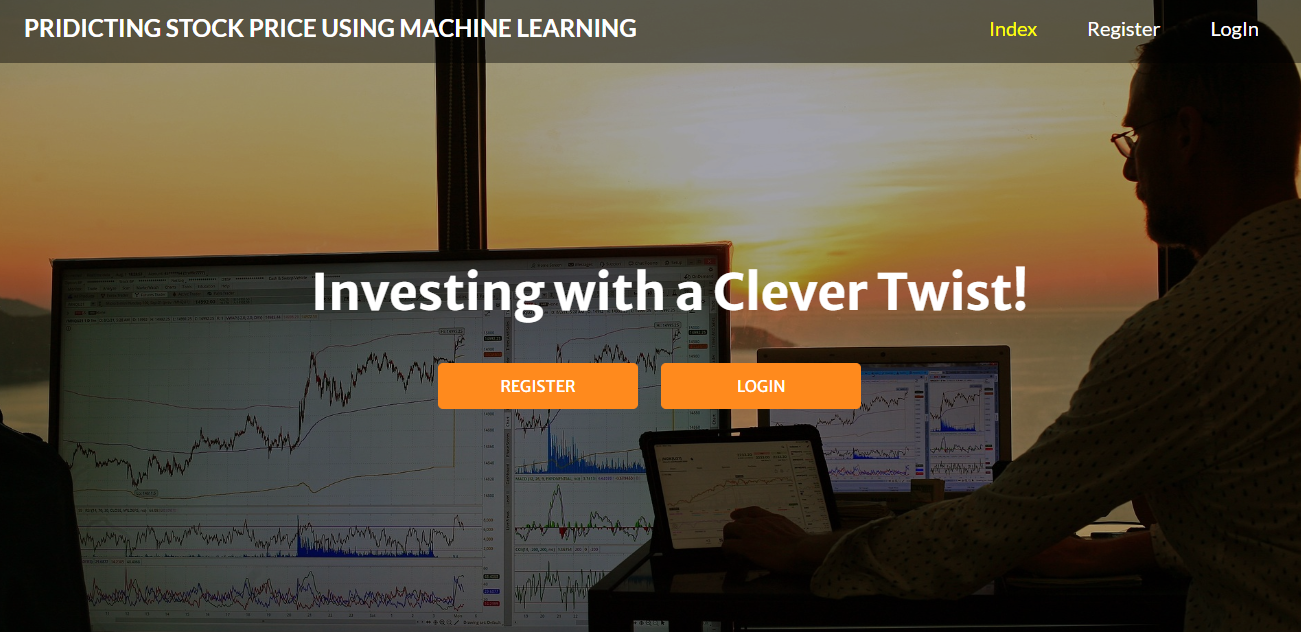 PRIDICTING STOCK PRICE USING MACHINE LEARNING
Index Register LogIn
Investing with a Clever Twist!
REGISTER LOGIN